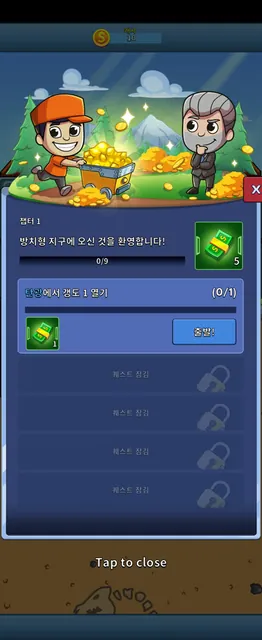 챕터 1
방치형 지구에 오신 것을 환영합니다!
0/9
5
탄광에서 갱도 1 열기
(0/1)
1
출발!
퀘스트 잠김
퀘스트 잠김
퀘스트 잠김
퀘스트 잠김
Tap to close